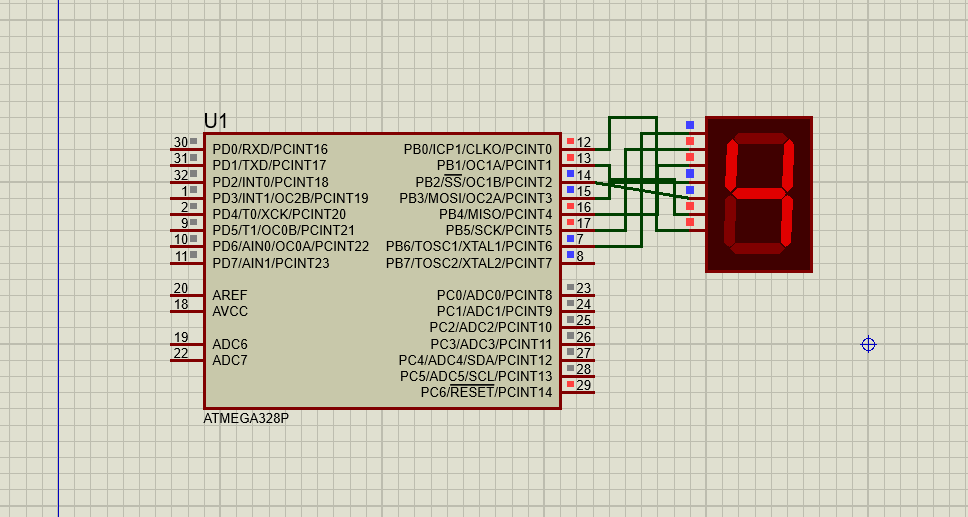 U1
30 PD0/RXD/PCINT16 PB0/ICP1/CLKO/PCINT0 12
31 PD1/TXD/PCINT17 PB1/OC1A/PCINT1 13
32 PD2/INT0/PCINT18 PB2/SS/OC1B/PCINT2 14
1 PD3/INT1/OC2B/PCINT19 PB3/MOSI/OC2A/PCINT3 15
2 PD4/T0/XCK/PCINT20 PB4/MISO/PCINT4 16
9 PD5/T1/OC0B/PCINT21 PB5/SCK/PCINT5 17
10 PD6/AIN0/OC0A/PCINT22 PB6/TOSC1/XTAL1/PCINT6 7
11 PD7/AIN1/PCINT23 PB7/TOSC2/XTAL2/PCINT7 8
20 AREF PC0/ADC0/PCINT8 23
18 AVCC PC1/ADC1/PCINT9 24
PC2/ADC2/PCINT10 25
19 ADC6 PC3/ADC3/PCINT11 26
22 ADC7 PC4/ADC4/SDA/PCINT12 27
PC5/ADC5/SCL/PCINT13 28
PC6/RESET/PCINT14 29
ATMEGA328P
4